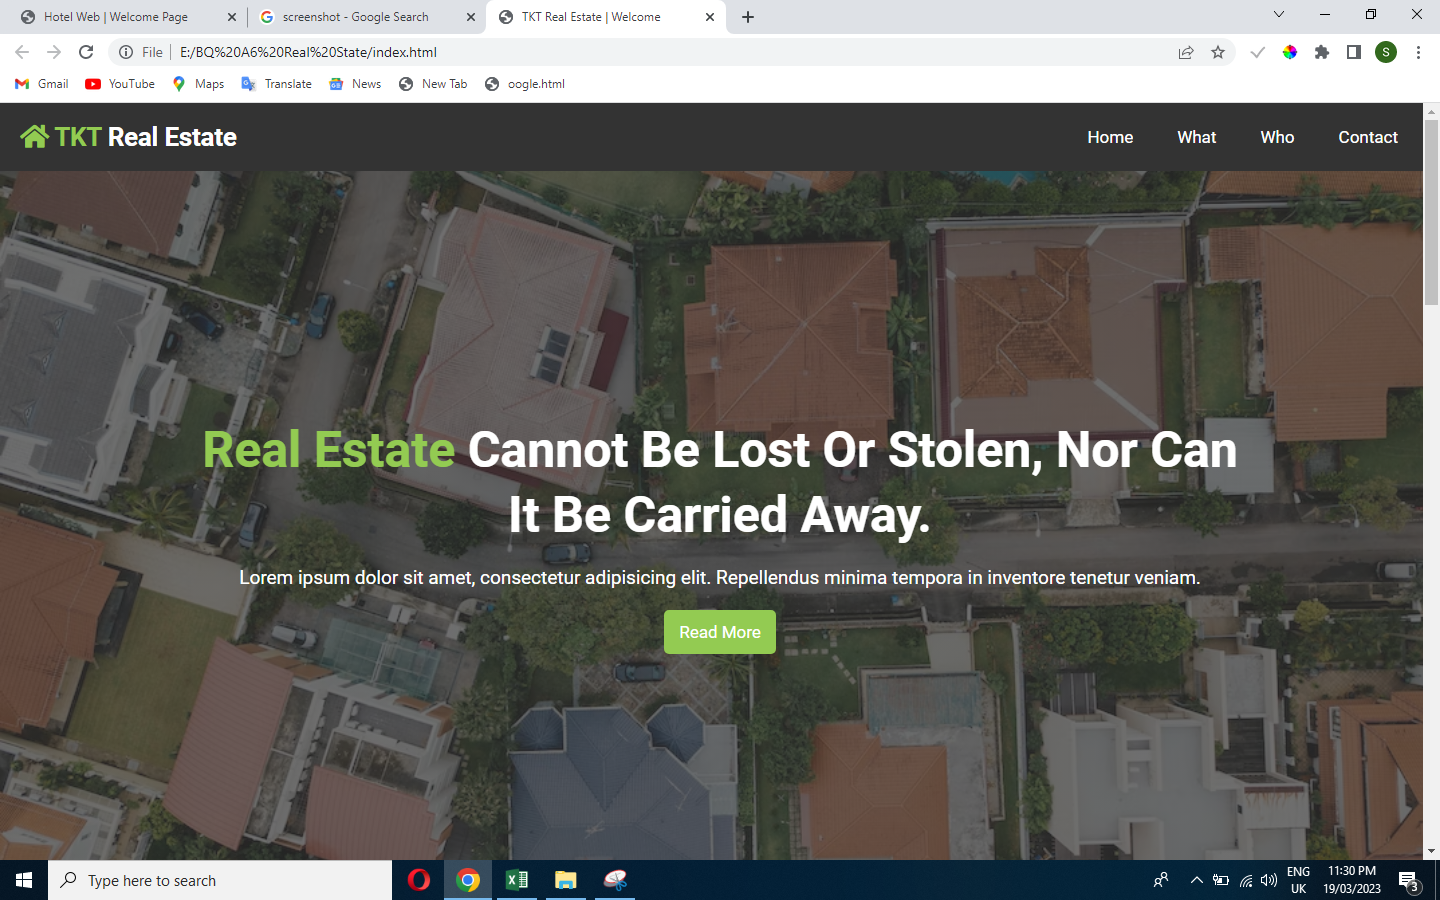 Hotel Web | Welcome Page
screenshot - Google Search
TKT Real Estate | Welcome
File
E:/BQ%20A6%20Real%20State/index.html
S
Gmail
YouTube
Maps
Translate
News
New Tab
oogle.html
TKT Real Estate
Home
What
Who
Contact
Real Estate Cannot Be Lost Or Stolen, Nor Can
It Be Carried Away.
Lorem ipsum dolor sit amet, consectetur adipisicing elit. Repellendus minima tempora in inventore tenetur veniam.
Read More
Type here to search
ENG
UK
11:30 PM
19/03/2023
3